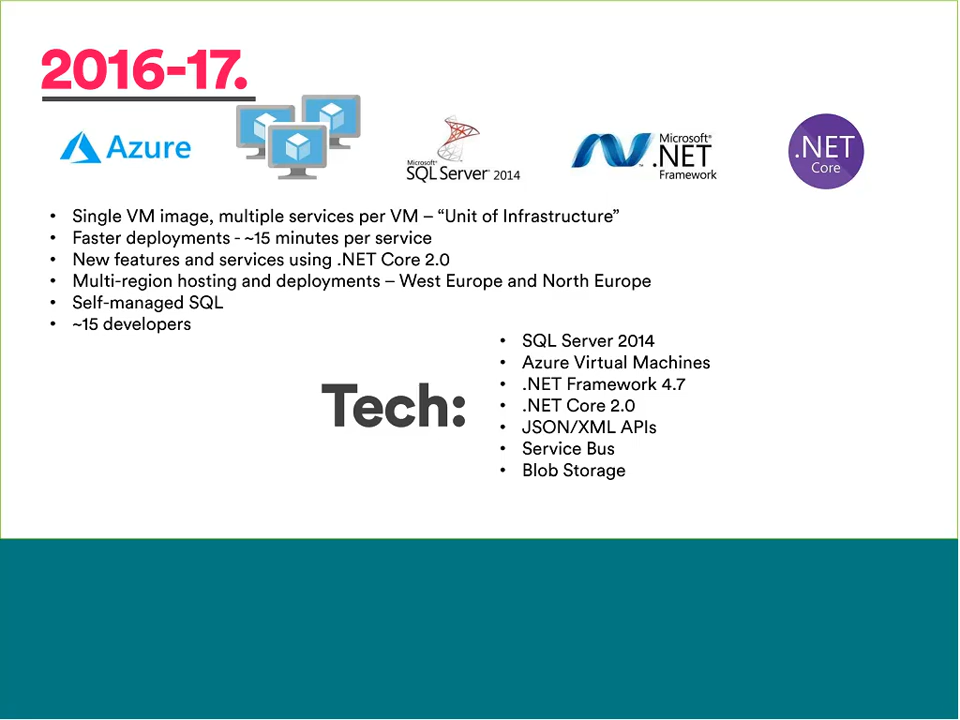 2016-17.
Azure
Microsoft®
SQL Server® 2014
Microsoft®
.NET
Framework
.NET
Core
• Single VM image, multiple services per VM – “Unit of Infrastructure”
• Faster deployments - ~15 minutes per service
• New features and services using .NET Core 2.0
• Multi-region hosting and deployments – West Europe and North Europe
• Self-managed SQL
• ~15 developers
Tech:
• SQL Server 2014
• Azure Virtual Machines
• .NET Framework 4.7
• .NET Core 2.0
• JSON/XML APIs
• Service Bus
• Blob Storage